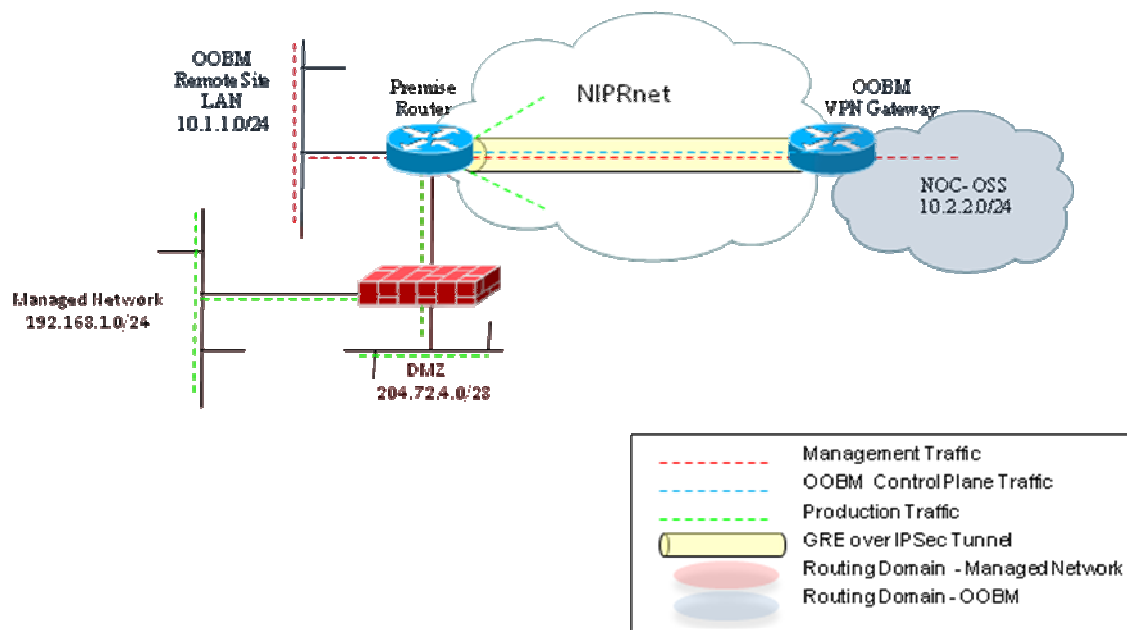 OOBM
Remote Site
LAN
10.1.1.0/24
Premise
Router
NIPRnet
OOBM
VPN Gateway
NOC- OSS
10.2.2.0/24
Managed Network
192.168.1.0/24
DMZ
204.72.4.0/28
Management Traffic
OOBM Control Plane Traffic
Production Traffic
GRE over IPSec Tunnel
Routing Domain - Managed Network
Routing Domain - OOBM